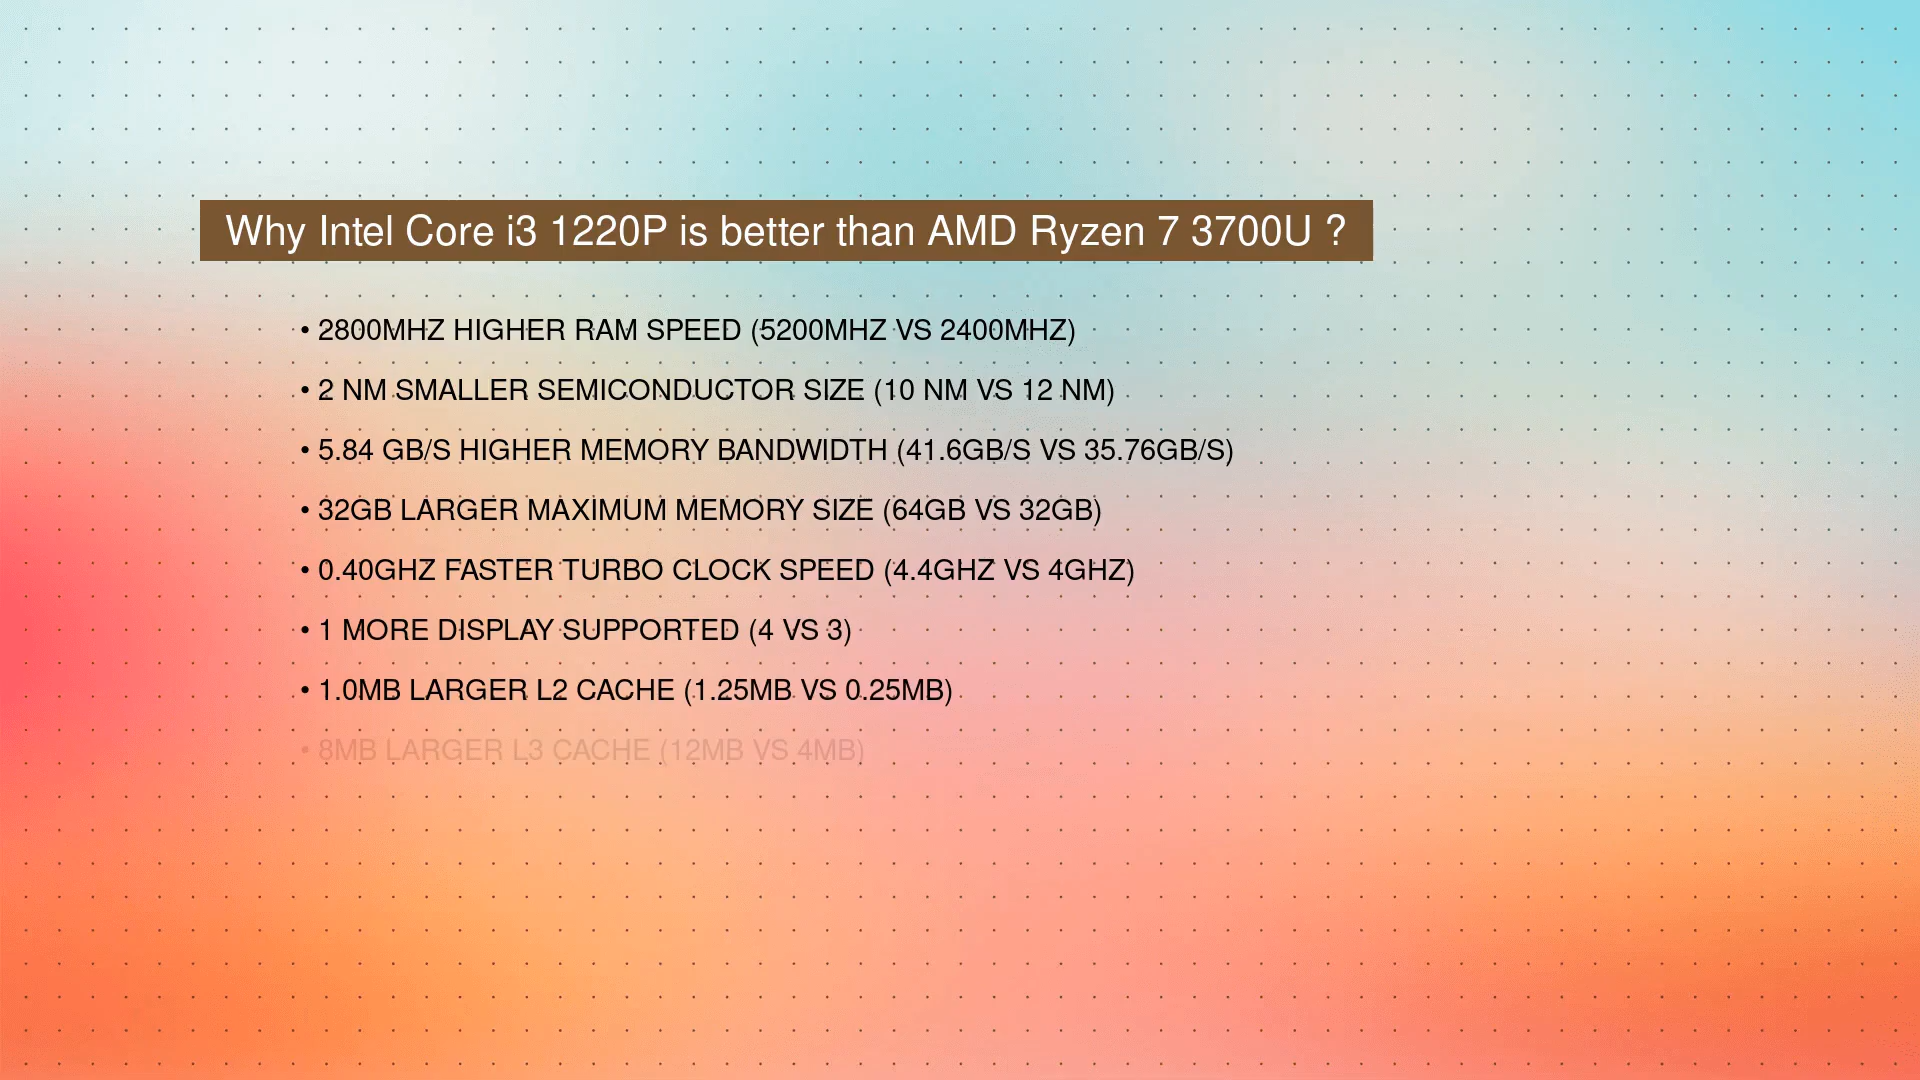 Why Intel Core i3 1220P is better than AMD Ryzen 7 3700U ?
• 2800MHZ HIGHER RAM SPEED (5200MHZ VS 2400MHZ)
• 2 NM SMALLER SEMICONDUCTOR SIZE (10 NM VS 12 NM)
• 5.84 GB/S HIGHER MEMORY BANDWIDTH (41.6GB/S VS 35.76GB/S)
• 32GB LARGER MAXIMUM MEMORY SIZE (64GB VS 32GB)
• 0.40GHZ FASTER TURBO CLOCK SPEED (4.4GHZ VS 4GHZ)
• 1 MORE DISPLAY SUPPORTED (4 VS 3)
• 1.0MB LARGER L2 CACHE (1.25MB VS 0.25MB)
• 8MB LARGER L3 CACHE (12MB VS 4MB)